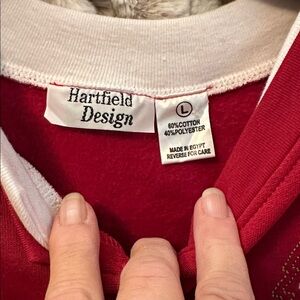 Hartfield
Design
L
60%COTTON
40%POLYESTER
MADE IN EGYPT
REVERSE FOR CARE